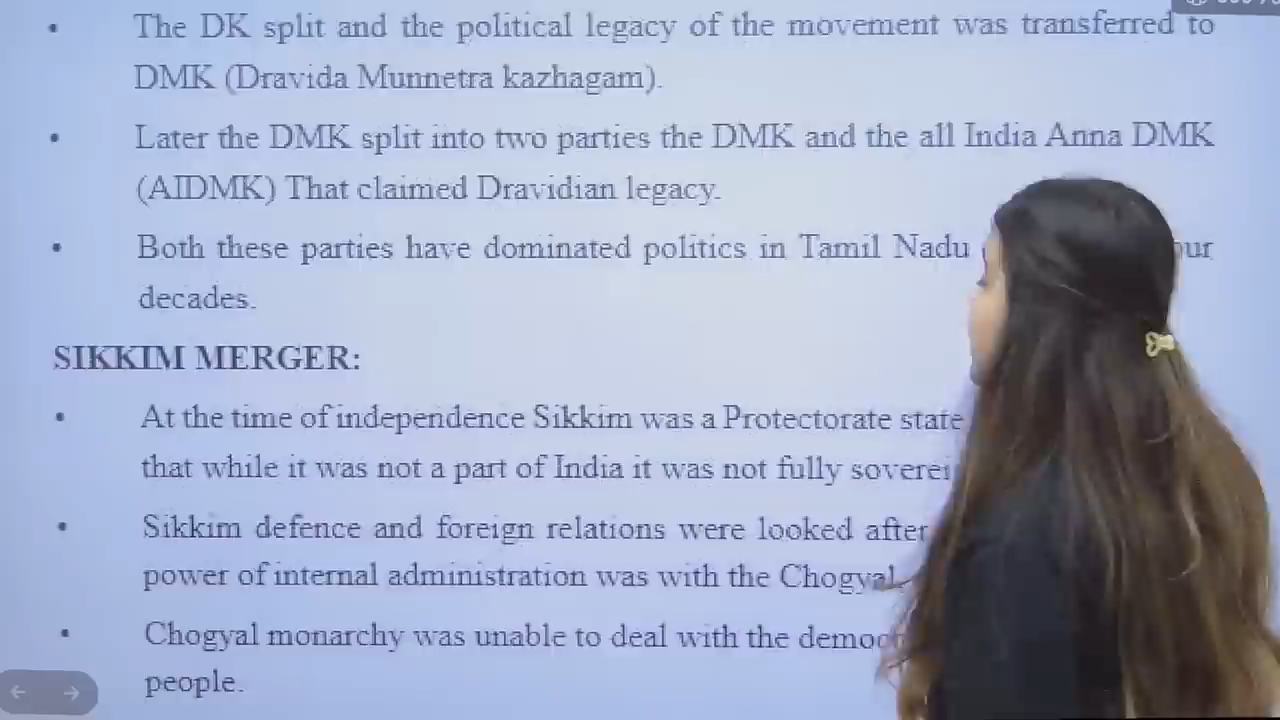 • The DK split and the political legacy of the movement was transferred to
DMK (Dravida Munnetra kazhagam).
• Later the DMK split into two parties the DMK and the all India Anna DMK
(AIDMK) That claimed Dravidian legacy.
• Both these parties have dominated politics in Tamil Nadu
decades.
SIKKIM MERGER:
• At the time of independence Sikkim was a Protectorate state
that while it was not a part of India it was not fully
• Sikkim defence and foreign relations were looked after
power of internal administration was with the Chogyal
• Chogyal monarchy was unable to deal with the
people.